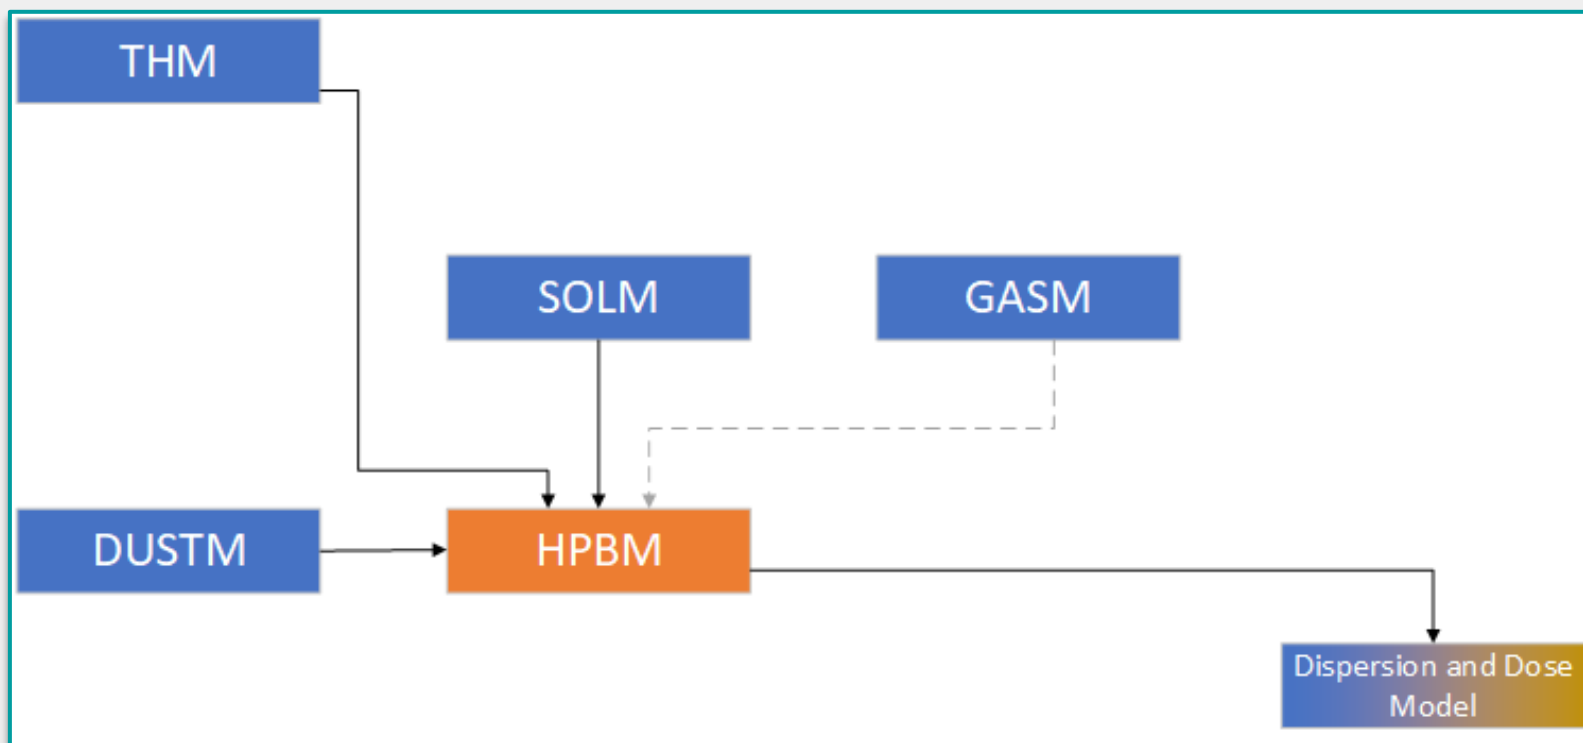 THM
SOLM
GASM
DUSTM
HPBM
Dispersion and Dose
Model